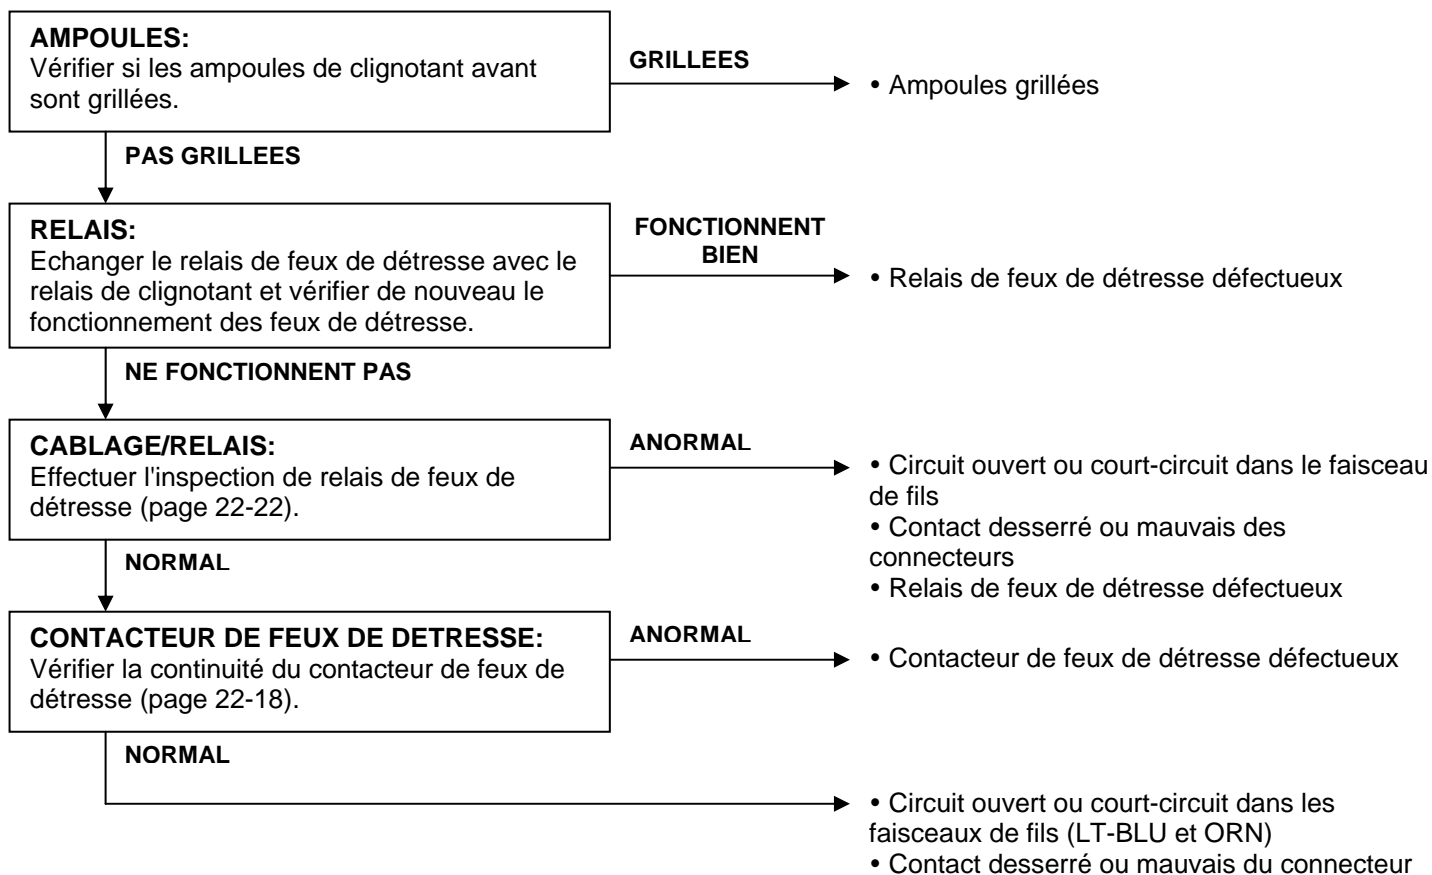 AMPOULES:
Vérifier si les ampoules de clignotant avant
sont grillées.
GRILLEES
• Ampoules grillées
PAS GRILLEES
RELAIS:
Echanger le relais de feux de détresse avec le
relais de clignotant et vérifier de nouveau le
fonctionnement des feux de détresse.
FONCTIONNENT
BIEN
• Relais de feux de détresse défectueux
NE FONCTIONNENT PAS
CABLAGE/RELAIS:
Effectuer l'inspection de relais de feux de
détresse (page 22-22).
ANORMAL
• Circuit ouvert ou court-circuit dans le faisceau
de fils
• Contact desserré ou mauvais des
connecteurs
• Relais de feux de détresse défectueux
NORMAL
CONTACTEUR DE FEUX DE DETRESSE:
Vérifier la continuité du contacteur de feux de
détresse (page 22-18).
ANORMAL
• Contacteur de feux de détresse défectueux
NORMAL
• Circuit ouvert ou court-circuit dans les
faisceaux de fils (LT-BLU et ORN)
• Contact desserré ou mauvais du connecteur